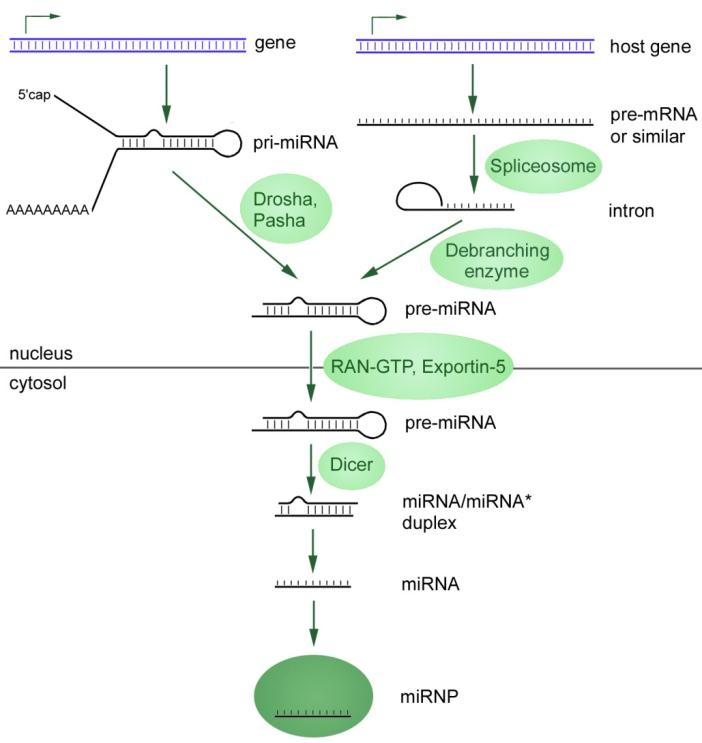 gene
host gene
5'cap
pri-miRNA
pre-mRNA
or similar
Spliceosome
AAAAAAAAA
Drosha,
Pasha
intron
Debranching
enzyme
pre-miRNA
nucleus
RAN-GTP, Exportin-5
cytosol
pre-miRNA
Dicer
miRNA/miRNA*
duplex
miRNA
miRNP